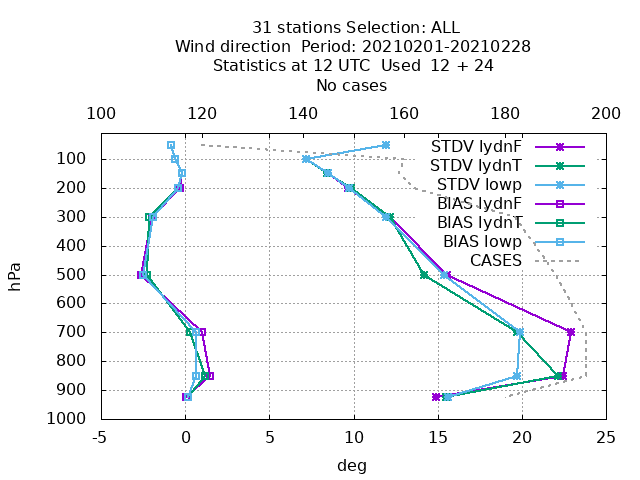 31 stations Selection: ALL
Wind direction  Period: 20210201-20210228
Statistics at 12 UTC  Used  12 + 24
No cases
100 120 140 160 180 200
STDV lydnF
STDV lydnT
STDV lowp
BIAS lydnF
BIAS lydnT
BIAS lowp
CASES
100
200
300
400
500
600
700
800
900
1000
hPa
-5 0 5 10 15 20 25
deg